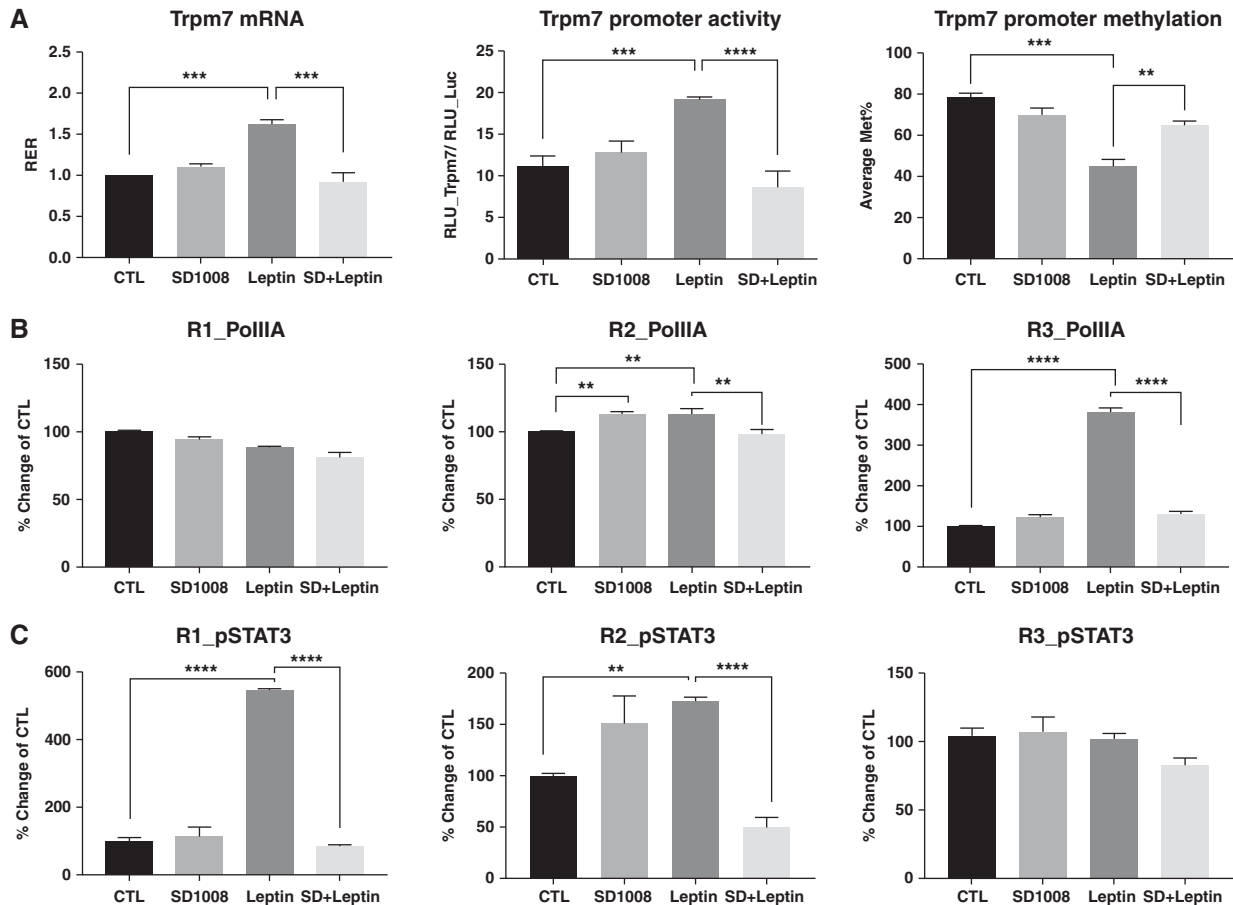 A
Trpm7 mRNA
RER
2.5
2.0
1.5
1.0
0.5
0.0
***
***
CTL SD1008 Leptin SD+Leptin
Trpm7 promoter activity
RLU_Trpm7/ RLU_Luc
25
20
15
10
5
0
***
****
CTL SD1008 Leptin SD+Leptin
Trpm7 promoter methylation
Average Met%
100
80
60
40
20
0
***
**
CTL SD1008 Leptin SD+Leptin
B
R1_PolIIA
% Change of CTL
150
100
50
0
CTL SD1008 Leptin SD+Leptin
R2_PolIIA
% Change of CTL
150
100
50
0
**
**
**
CTL SD1008 Leptin SD+Leptin
R3_PolIIA
% Change of CTL
500
400
300
200
100
0
****
****
CTL SD1008 Leptin SD+Leptin
C
R1_pSTAT3
% Change of CTL
600
400
200
0
****
****
CTL SD1008 Leptin SD+Leptin
R2_pSTAT3
% Change of CTL
200
150
100
50
0
**
****
CTL SD1008 Leptin SD+Leptin
R3_pSTAT3
% Change of CTL
150
100
50
0
CTL SD1008 Leptin SD+Leptin